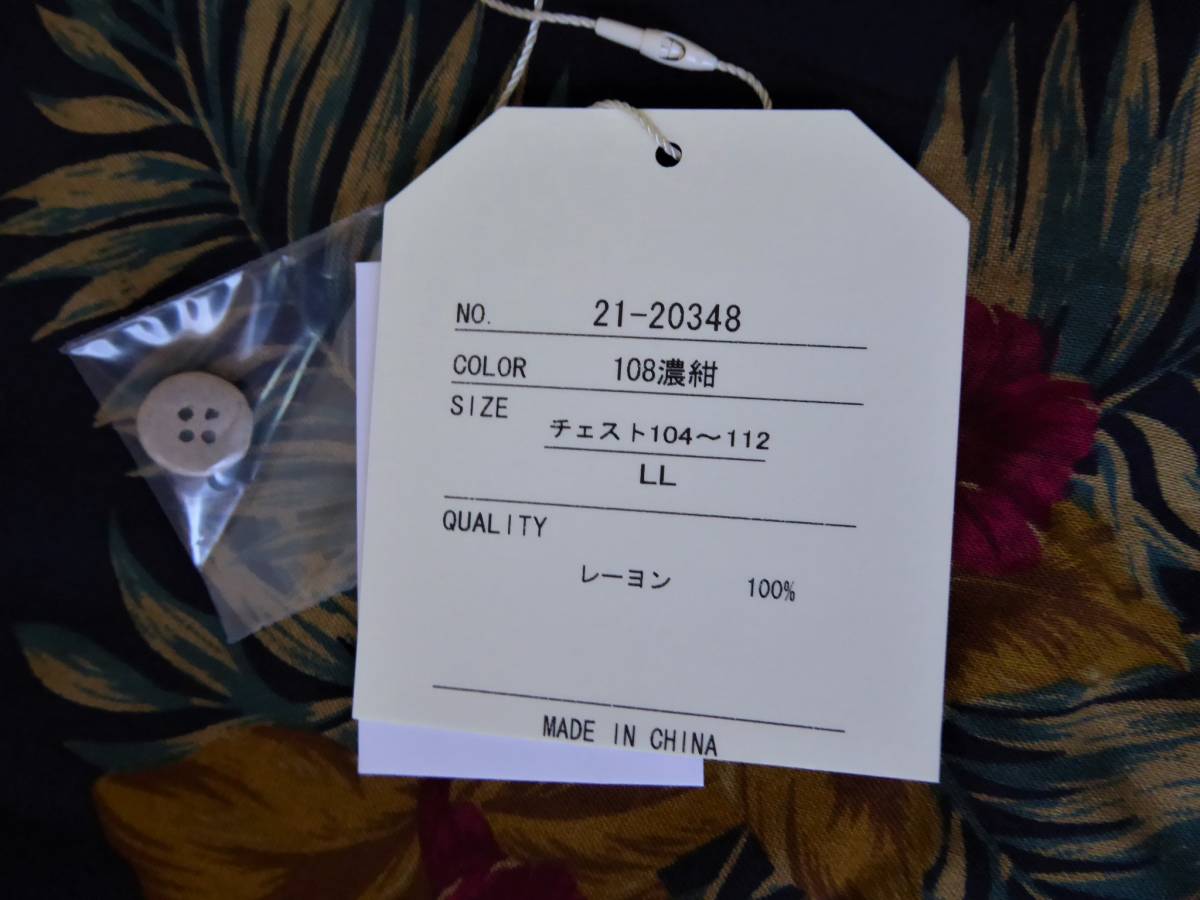 NO. 21-20348
COLOR 108濃紺
SIZE
チェスト104～112
LL
QUALITY
レーヨン 100%
MADE IN CHINA